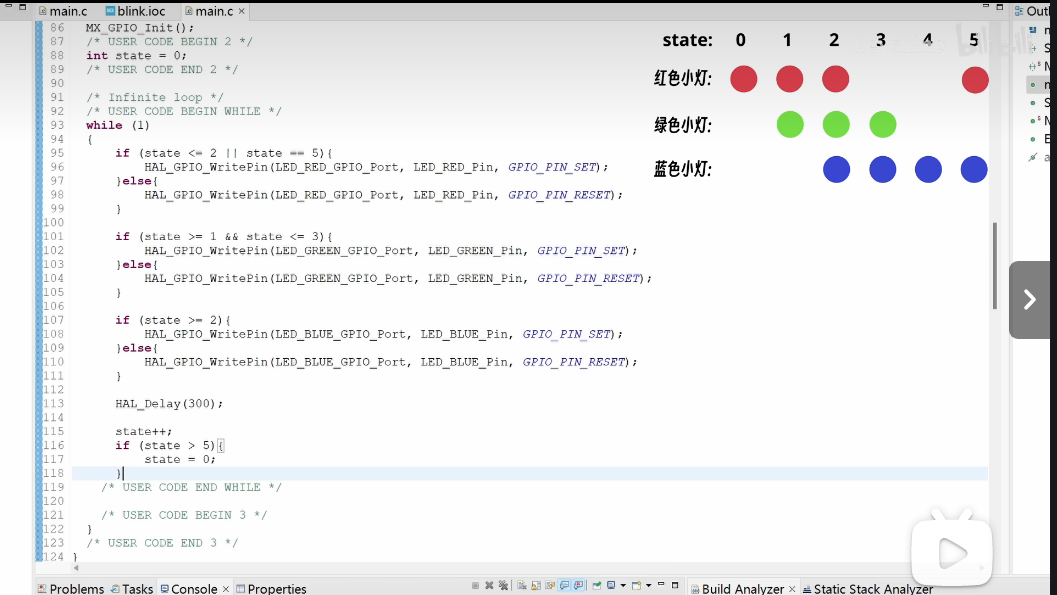 main.c blink.ioc main.c ×
Outl
86 MX_GPIO_Init();
87 /* USER CODE BEGIN 2 */
88 int state = 0;
89 /* USER CODE END 2 */
90
91 /* Infinite loop */
92 /* USER CODE BEGIN WHILE */
93 while (1)
94 {
95 if (state <= 2 || state == 5){
96 HAL_GPIO_WritePin(LED_RED_GPIO_Port, LED_RED_Pin, GPIO_PIN_SET);
97 }else{
98 HAL_GPIO_WritePin(LED_RED_GPIO_Port, LED_RED_Pin, GPIO_PIN_RESET);
99 }
100
101 if (state >= 1 && state <= 3){
102 HAL_GPIO_WritePin(LED_GREEN_GPIO_Port, LED_GREEN_Pin, GPIO_PIN_SET);
103 }else{
104 HAL_GPIO_WritePin(LED_GREEN_GPIO_Port, LED_GREEN_Pin, GPIO_PIN_RESET);
105 }
106
107 if (state >= 2){
108 HAL_GPIO_WritePin(LED_BLUE_GPIO_Port, LED_BLUE_Pin, GPIO_PIN_SET);
109 }else{
110 HAL_GPIO_WritePin(LED_BLUE_GPIO_Port, LED_BLUE_Pin, GPIO_PIN_RESET);
111 }
112
113 HAL_Delay(300);
114
115 state++;
116 if (state > 5){
117 state = 0;
118 }
119 /* USER CODE END WHILE */
120
121 /* USER CODE BEGIN 3 */
122 }
123 /* USER CODE END 3 */
124 }
state: 0 1 2 3 4 5
红色小灯:
绿色小灯:
蓝色小灯:
Problems Tasks Console × Properties
Build Analyzer × Static Stack Analyzer